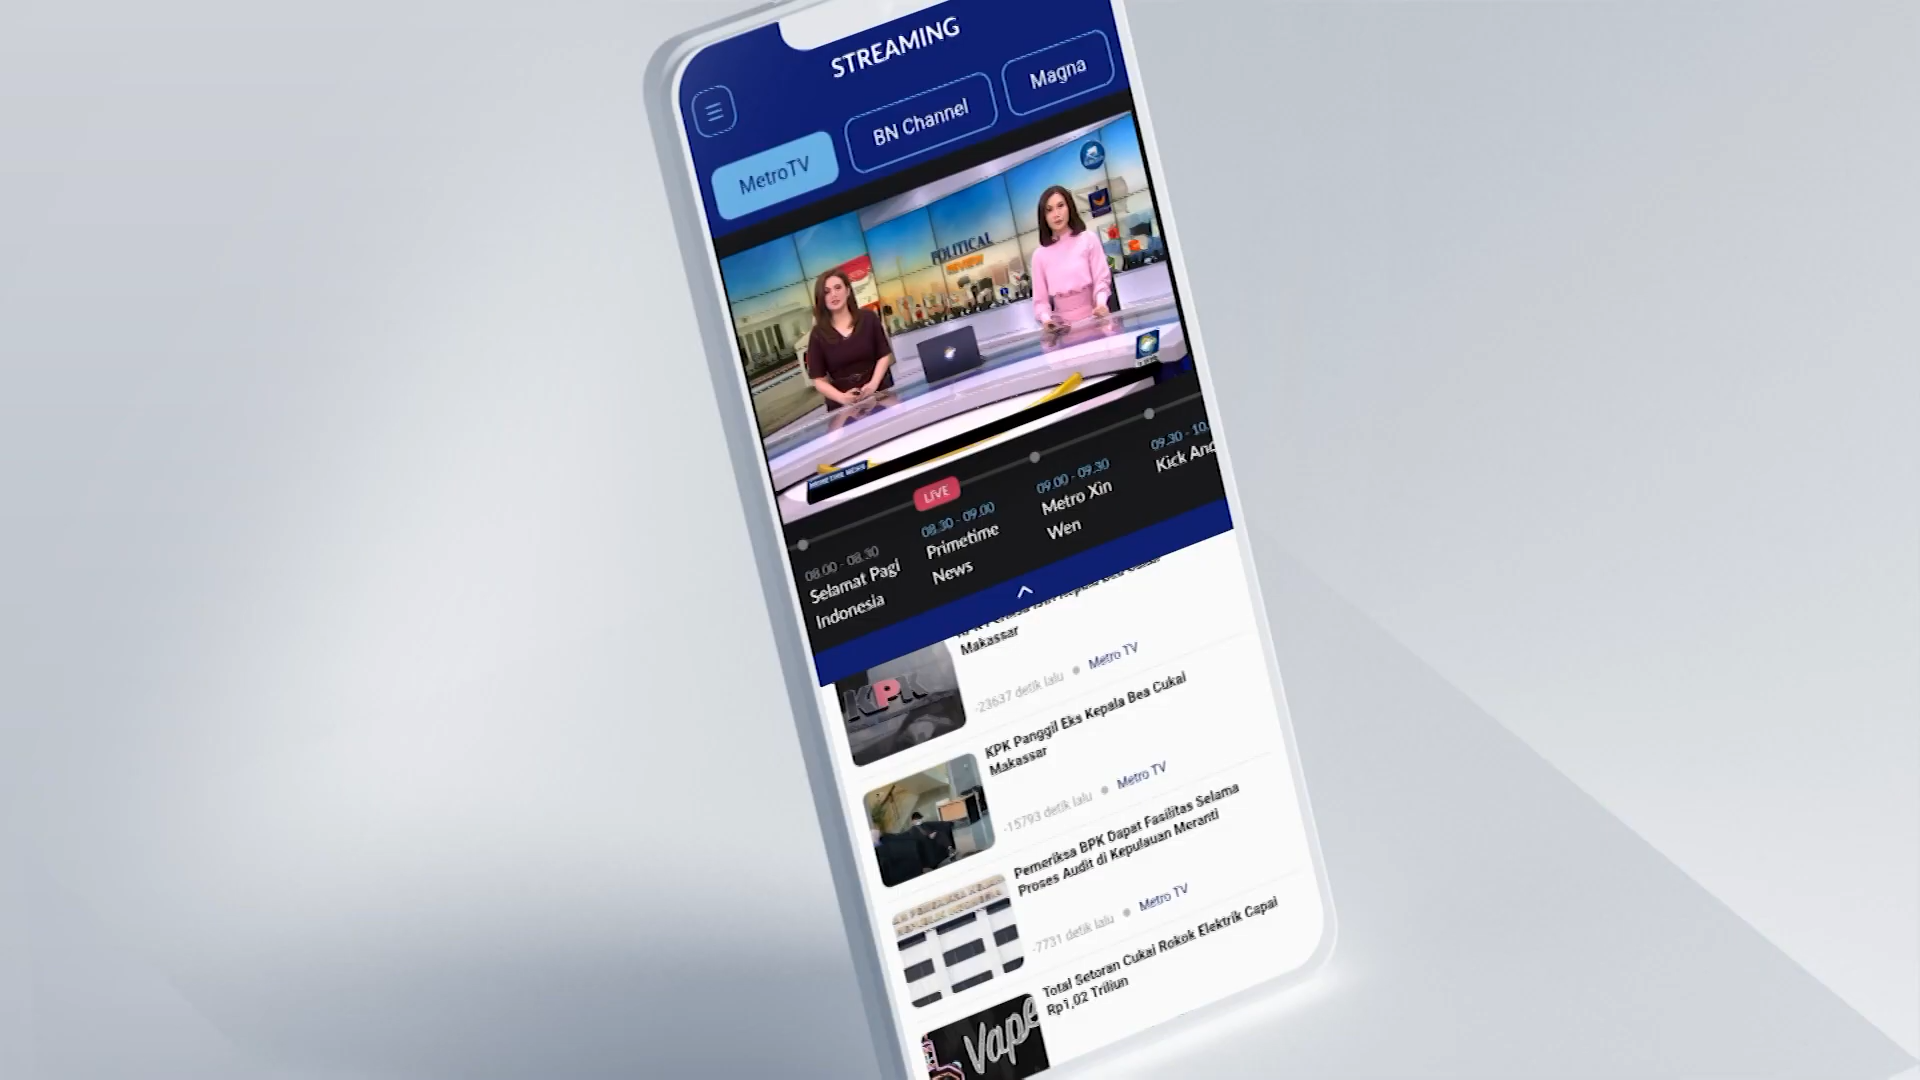 STREAMING
MetroTV
BN Channel
Magna
POLITICAL
REVIEW
PRIMETIME NEWS
LIVE
08.00 - 08.30
Selamat Pagi
Indonesia
08.30 - 09.00
Primetime
News
09.00 - 09.30
Metro Xin
Wen
09.30 - 10.
Kick And
Makassar
-23637 detik lalu • Metro TV
KPK
KPK Panggil Eks Kepala Bea Cukai
Makassar
-15793 detik lalu • Metro TV
Pemeriksa BPK Dapat Fasilitas Selama
Proses Audit di Kepulauan Meranti
-7731 detik lalu • Metro TV
Total Setoran Cukai Rokok Elektrik Capai
Rp1,02 Triliun
Vape